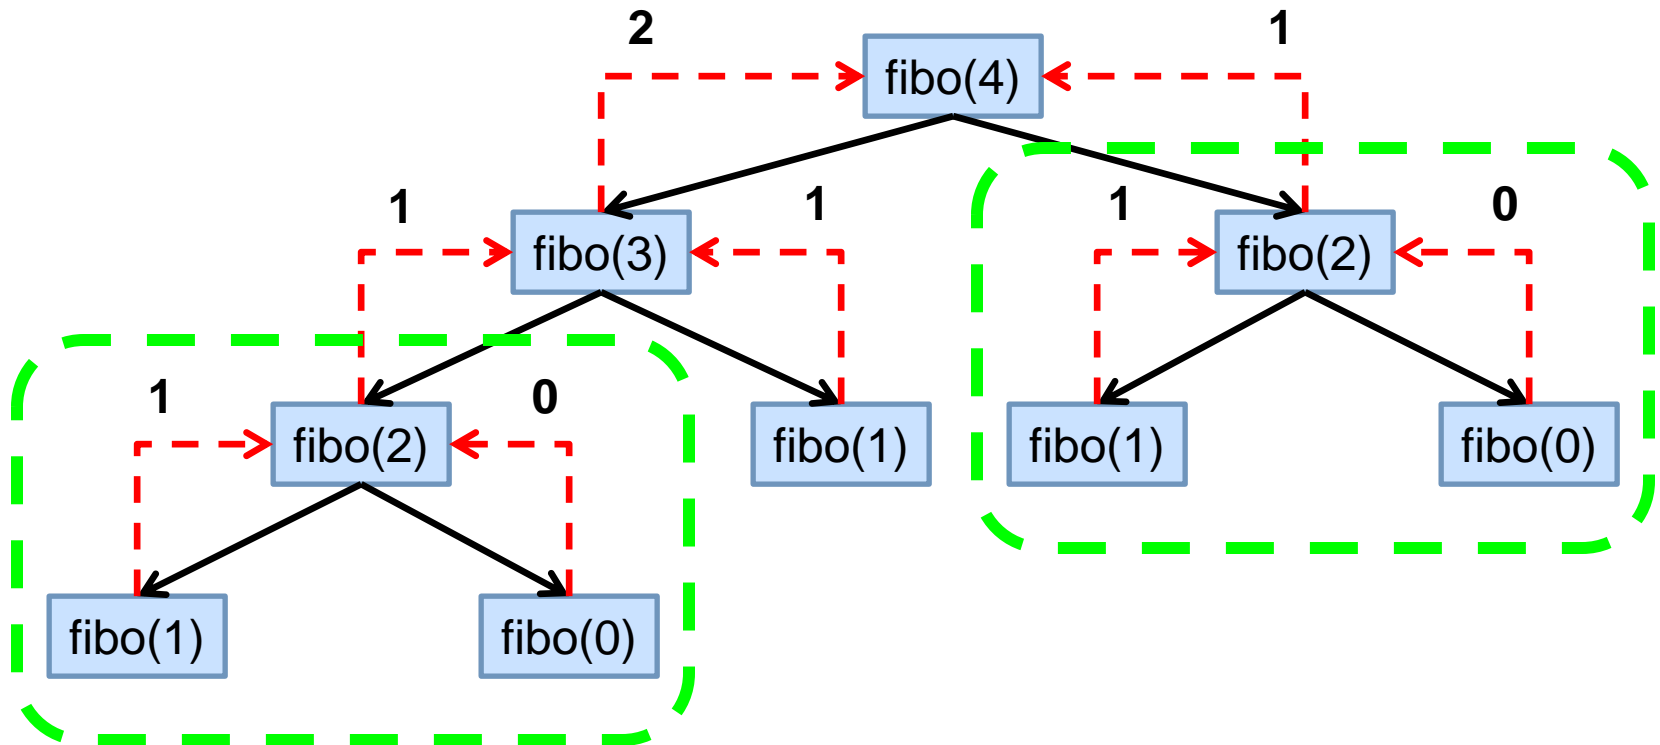 2 1
fibo(4)
1 1 1 0
fibo(3) fibo(2)
1 0
fibo(2) fibo(1) fibo(1) fibo(0)
fibo(1) fibo(0)